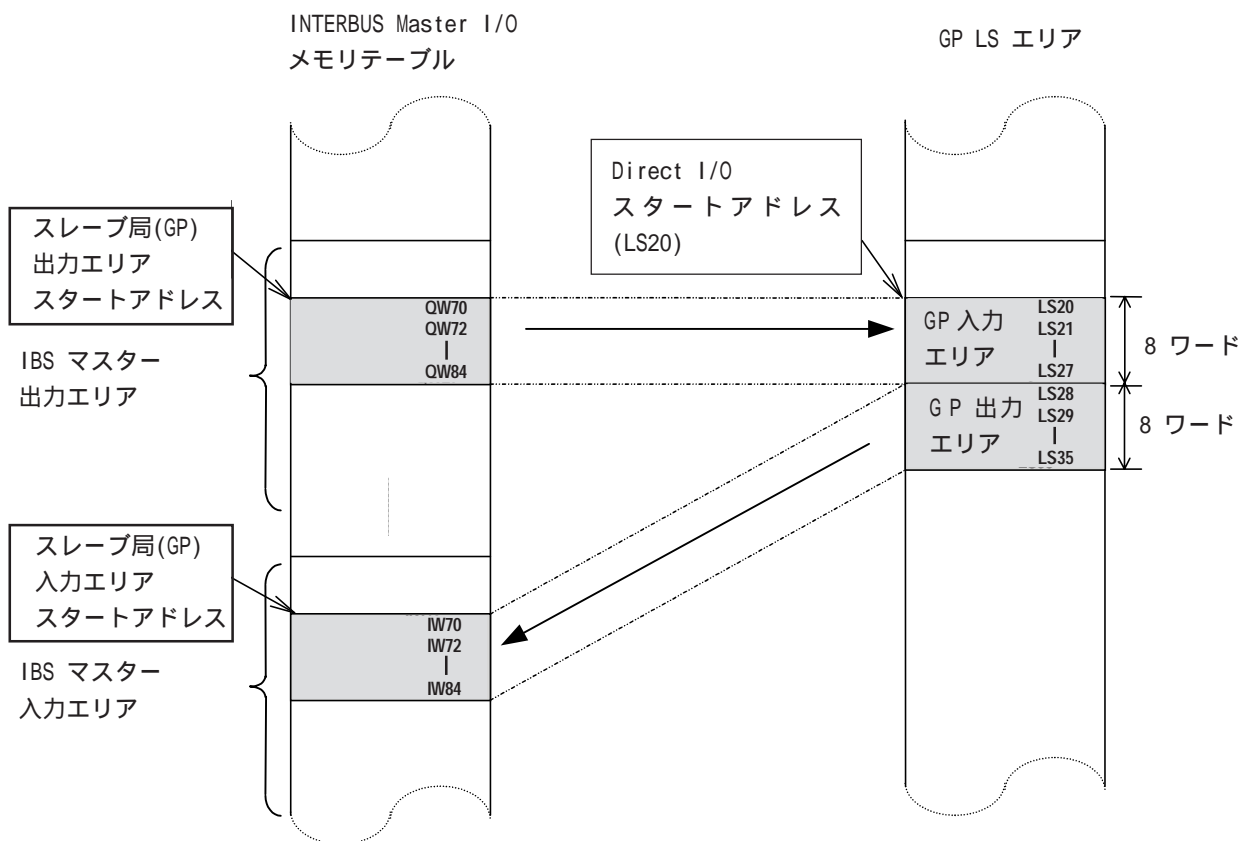 INTERBUS Master I/O
メモリテーブル
GP LS エリア
Direct I/O
スタートアドレス
(LS20)
スレーブ局(GP)
出力エリア
スタートアドレス
IBS マスター
出力エリア
QW70
QW72
|
QW84
GP 入力
エリア
LS20
LS21
|
LS27
8 ワード
GP 出力
エリア
LS28
LS29
|
LS35
8 ワード
スレーブ局(GP)
入力エリア
スタートアドレス
IBS マスター
入力エリア
IW70
IW72
|
IW84